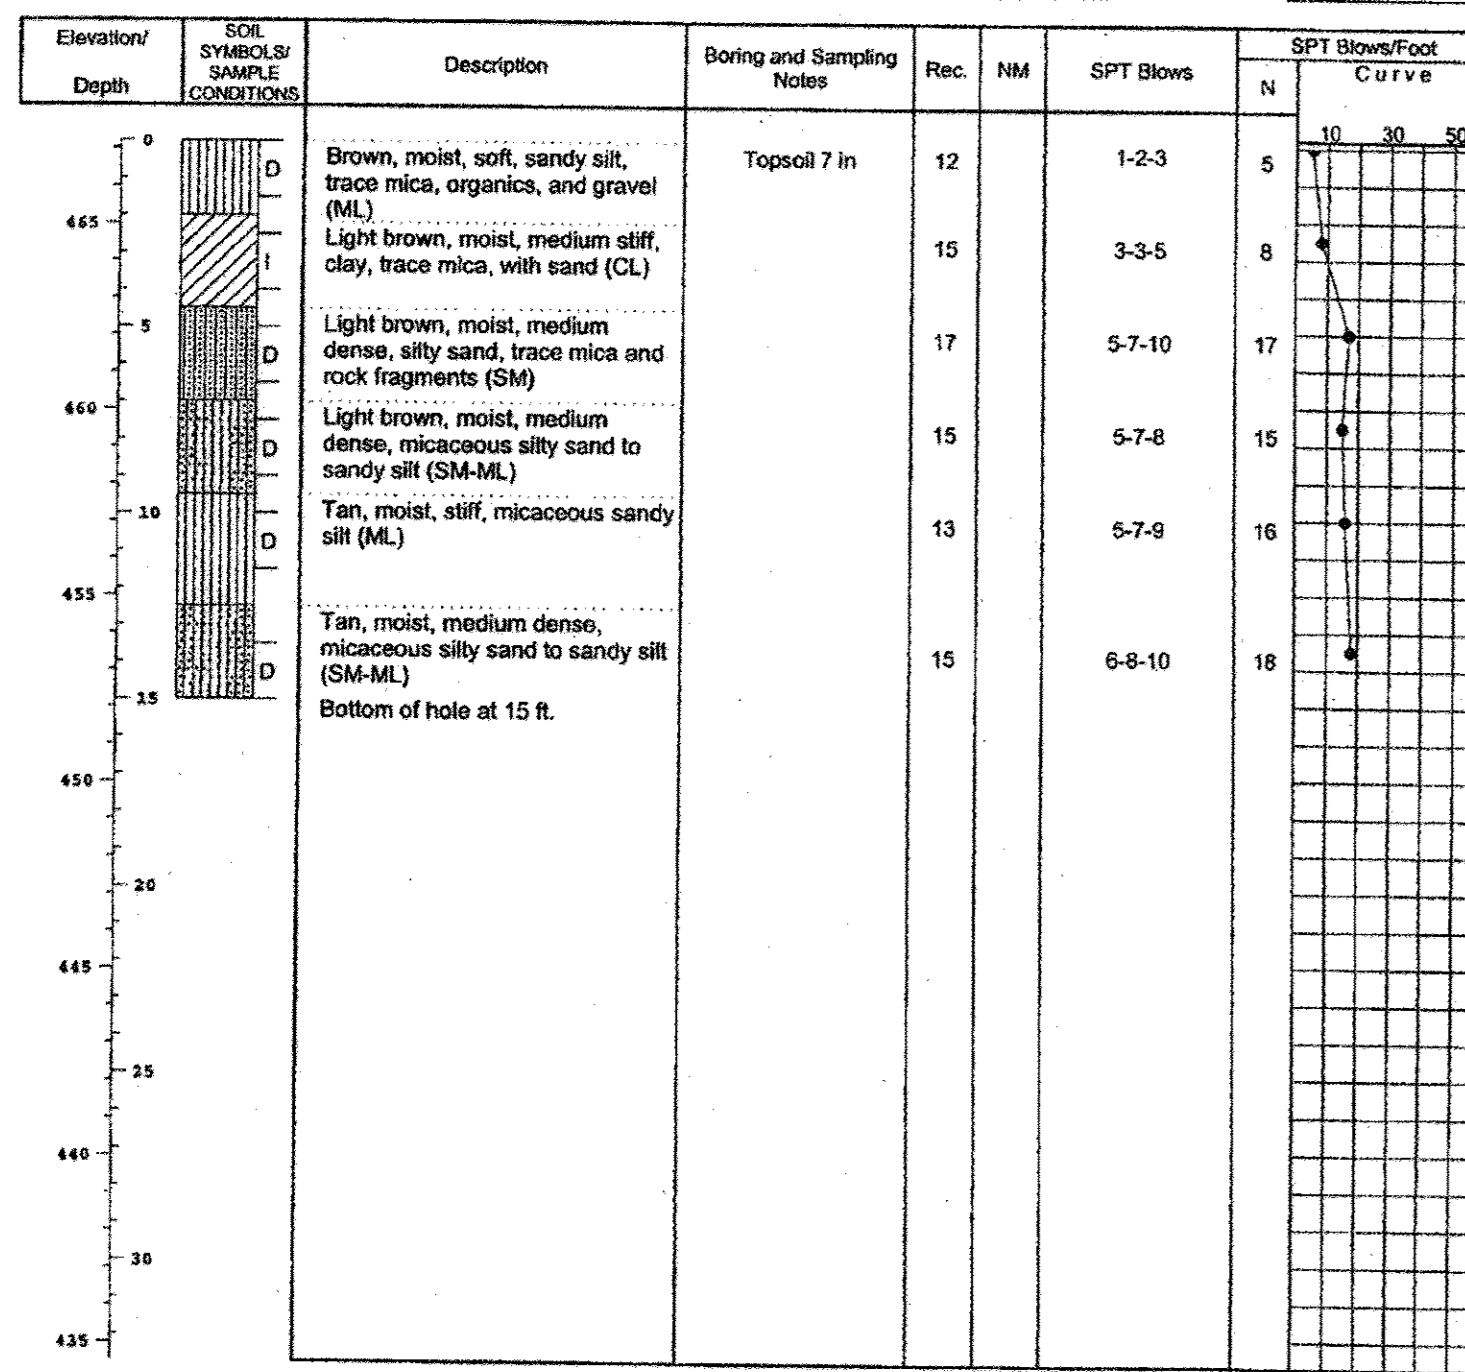 Elevation/
Depth
SOIL
SYMBOLS/
SAMPLE
CONDITIONS
Description
Boring and Sampling
Notes
Rec.
NM
SPT Blows
SPT Blows/Foot
N
Curve
10 30 50
0
D
Brown, moist, soft, sandy silt,
trace mica, organics, and gravel
(ML)
Topsoil 7 in
12
1-2-3
5
465
I
Light brown, moist, medium stiff,
clay, trace mica, with sand (CL)
15
3-3-5
8
5
D
Light brown, moist, medium
dense, silty sand, trace mica and
rock fragments (SM)
17
5-7-10
17
460
D
Light brown, moist, medium
dense, micaceous silty sand to
sandy silt (SM-ML)
15
5-7-8
15
10
D
Tan, moist, stiff, micaceous sandy
silt (ML)
13
5-7-9
16
455
D
Tan, moist, medium dense,
micaceous silty sand to sandy silt
(SM-ML)
15
6-8-10
18
15
Bottom of hole at 15 ft.
450
20
445
25
440
30
435